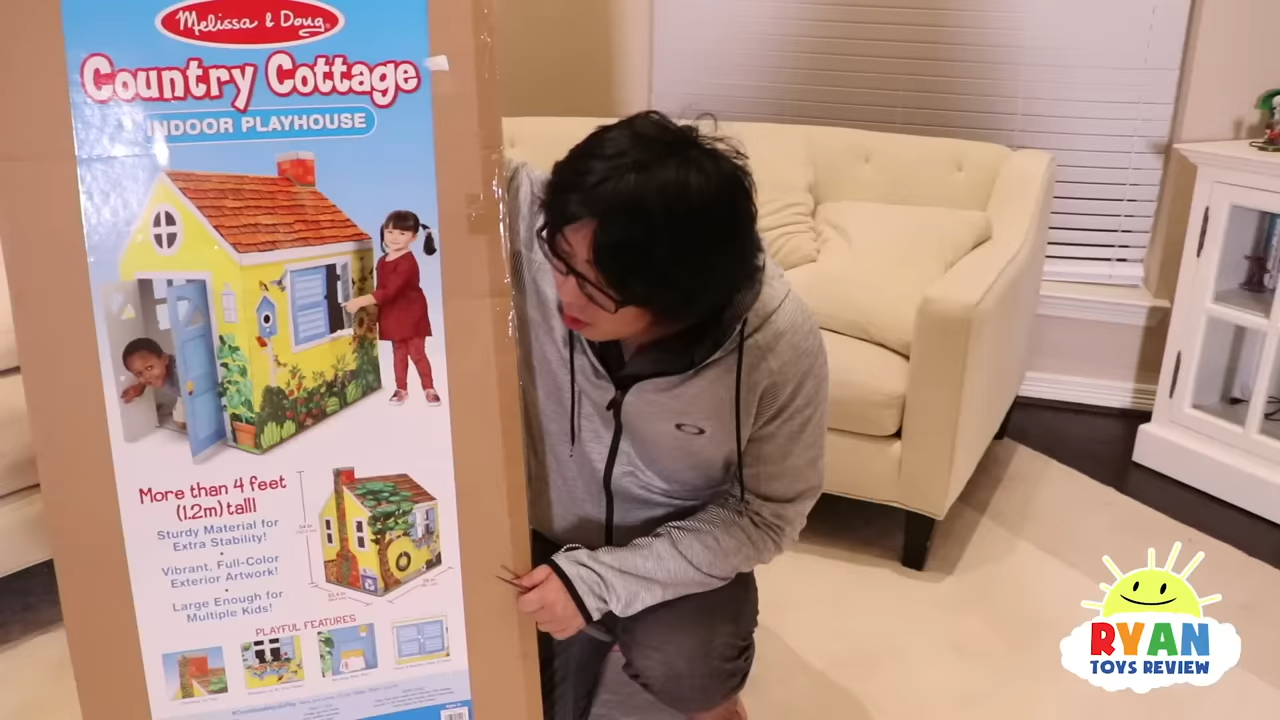 Melissa & Doug
Country Cottage
INDOOR PLAYHOUSE
More than 4 feet
(1.2m) tall!
Sturdy Material for
Extra Stability!
Vibrant, Full-Color
Exterior Artwork!
Large Enough for
Multiple Kids!
PLAYFUL FEATURES
RYAN
TOYS REVIEW